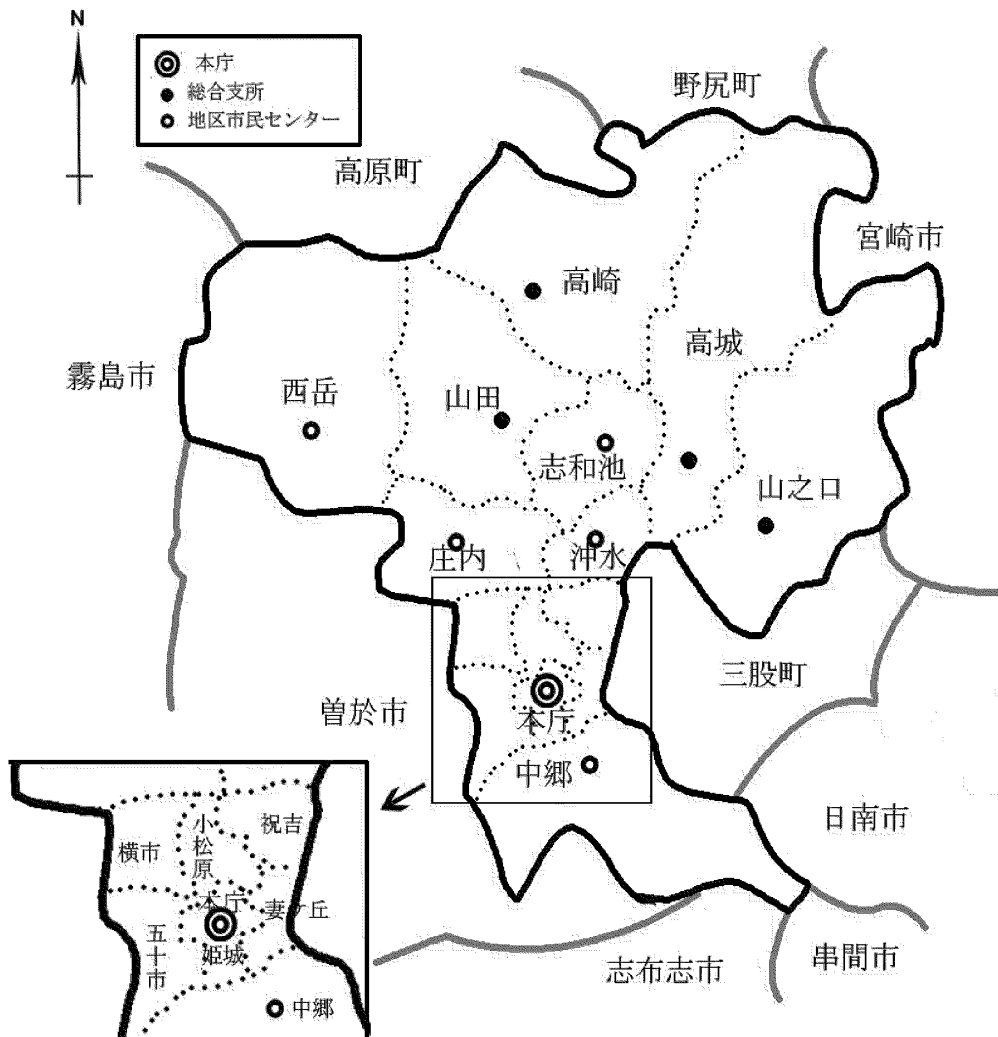 N
本庁
総合支所
地区市民センター
野尻町
高原町
宮崎市
高崎
高城
霧島市
西岳
山田
志和池
山之口
庄内
沖水
三股町
曽於市
本庁
中郷
日南市
志布志市
串間市
小松原
祝吉
横市
本庁
妻ケ丘
五十市
姫城
中郷